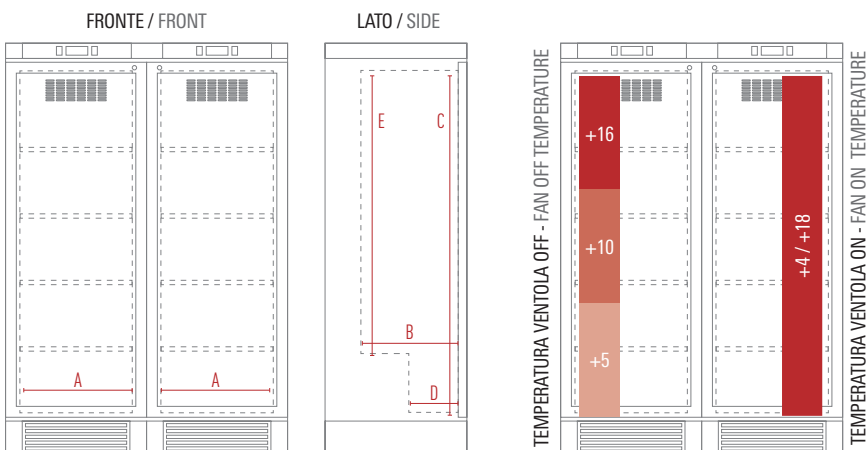 FRONTE / FRONT
LATO / SIDE
A
A
E
C
B
D
TEMPERATURA VENTOLA OFF - FAN OFF TEMPERATURE
+16
+10
+5
+4 / +18
TEMPERATURA VENTOLA ON - FAN ON TEMPERATURE